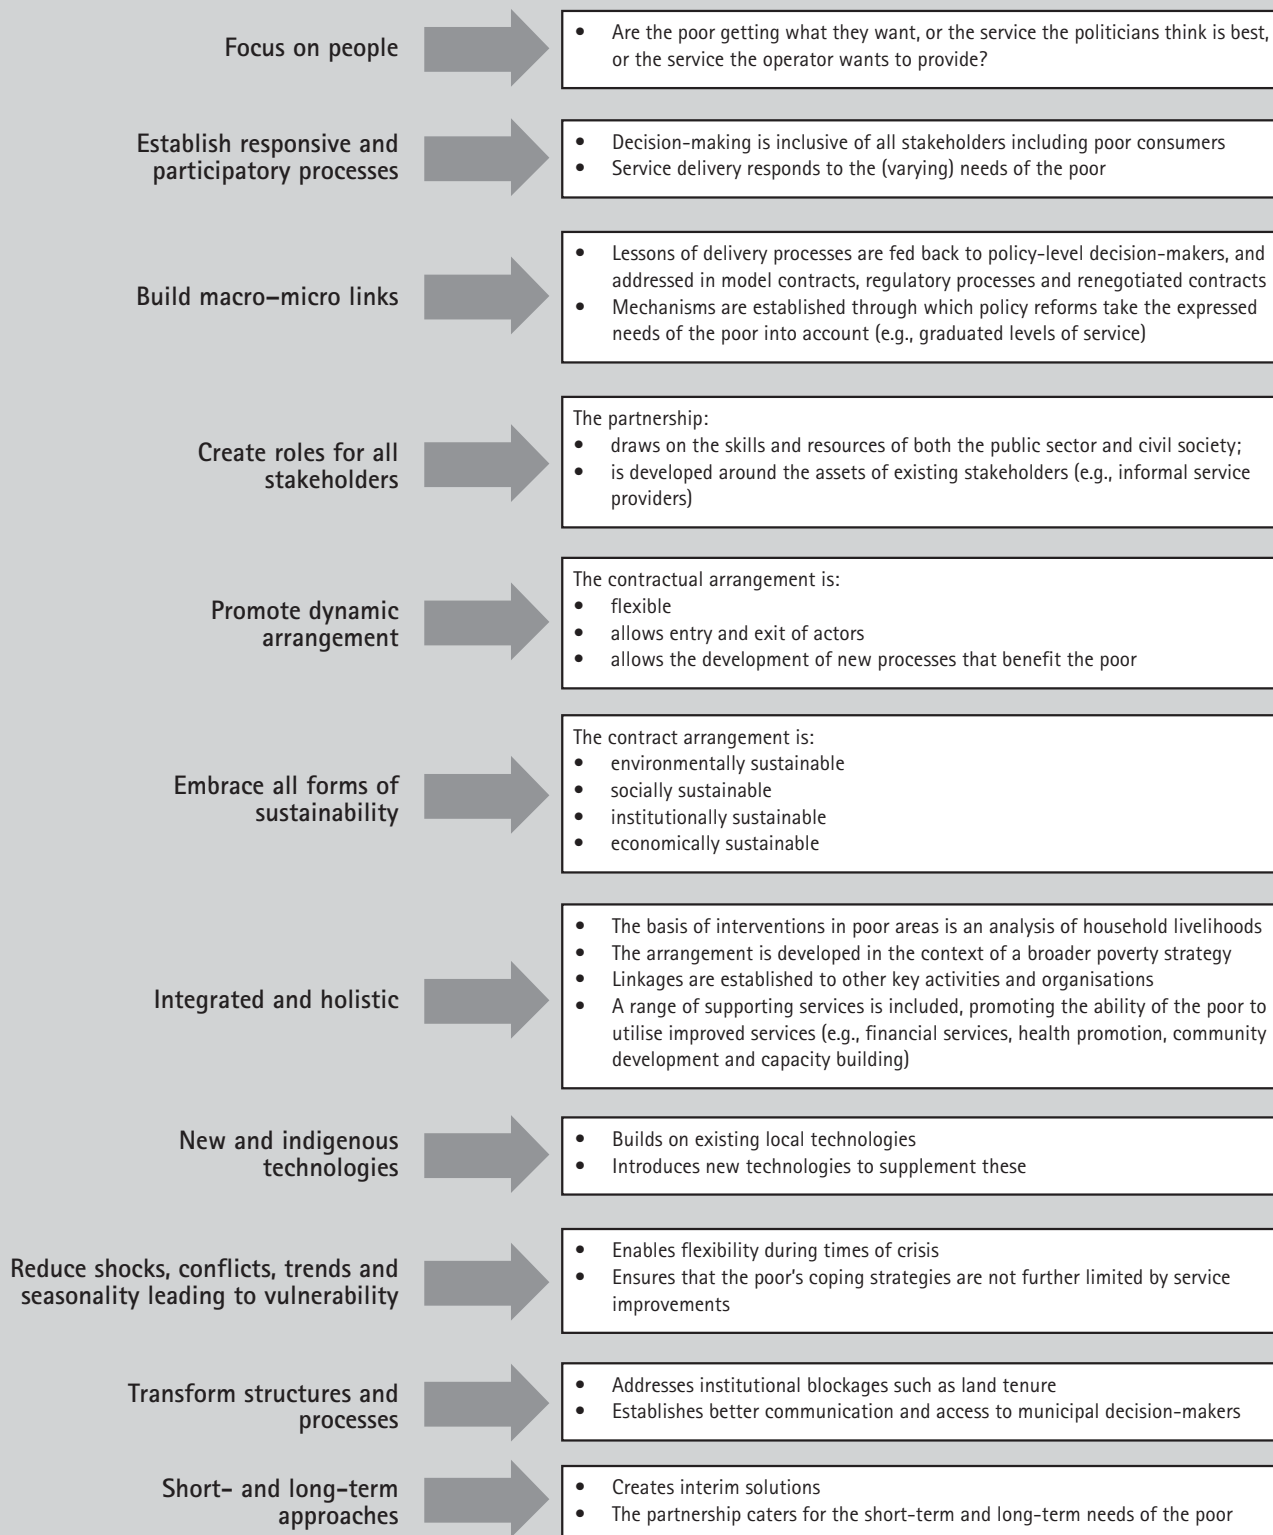 Focus on people
• Are the poor getting what they want, or the service the politicians think is best,
or the service the operator wants to provide?
Establish responsive and
participatory processes
• Decision-making is inclusive of all stakeholders including poor consumers
• Service delivery responds to the (varying) needs of the poor
Build macro–micro links
• Lessons of delivery processes are fed back to policy-level decision-makers, and
addressed in model contracts, regulatory processes and renegotiated contracts
• Mechanisms are established through which policy reforms take the expressed
needs of the poor into account (e.g., graduated levels of service)
Create roles for all
stakeholders
The partnership:
• draws on the skills and resources of both the public sector and civil society;
• is developed around the assets of existing stakeholders (e.g., informal service
providers)
Promote dynamic
arrangement
The contractual arrangement is:
• flexible
• allows entry and exit of actors
• allows the development of new processes that benefit the poor
Embrace all forms of
sustainability
The contract arrangement is:
• environmentally sustainable
• socially sustainable
• institutionally sustainable
• economically sustainable
Integrated and holistic
• The basis of interventions in poor areas is an analysis of household livelihoods
• The arrangement is developed in the context of a broader poverty strategy
• Linkages are established to other key activities and organisations
• A range of supporting services is included, promoting the ability of the poor to
utilise improved services (e.g., financial services, health promotion, community
development and capacity building)
New and indigenous
technologies
• Builds on existing local technologies
• Introduces new technologies to supplement these
Reduce shocks, conflicts, trends and
seasonality leading to vulnerability
• Enables flexibility during times of crisis
• Ensures that the poor's coping strategies are not further limited by service
improvements
Transform structures and
processes
• Addresses institutional blockages such as land tenure
• Establishes better communication and access to municipal decision-makers
Short- and long-term
approaches
• Creates interim solutions
• The partnership caters for the short-term and long-term needs of the poor